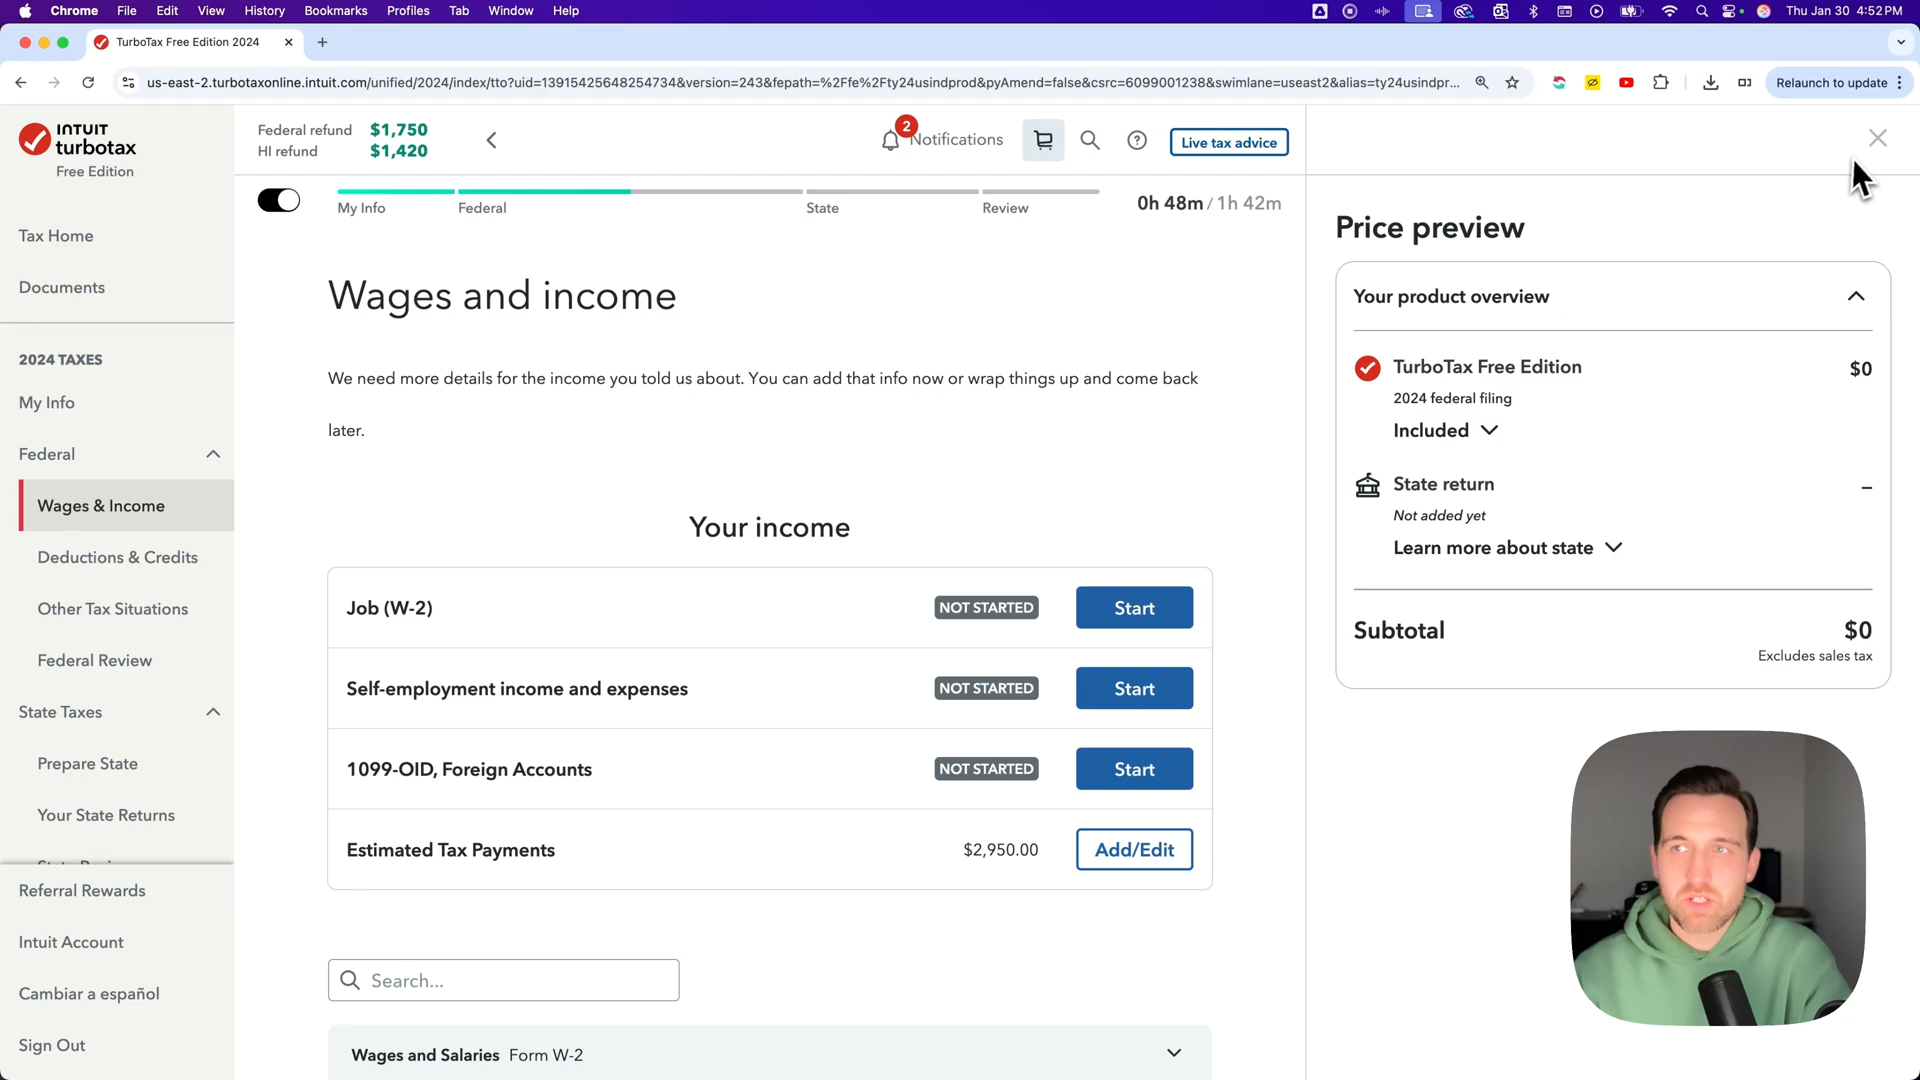 Chrome File Edit View History Bookmarks Profiles Tab Window Help
Thu Jan 30 4:52 PM
TurboTax Free Edition 2024
us-east-2.turbotaxonline.intuit.com/unified/2024/index/tto?uid=13915425648254734&version=243&fepath=%2Ffe%2Fty24usindprod&pyAmend=false&csrc=6099001238&swimlane=useast2&alias=ty24usindpr...
Relaunch to update
INTUIT
turbotax
Free Edition
Tax Home
Documents
2024 TAXES
My Info
Federal
Wages & Income
Deductions & Credits
Other Tax Situations
Federal Review
State Taxes
Prepare State
Your State Returns
Referral Rewards
Intuit Account
Cambiar a español
Sign Out
Federal refund $1,750
HI refund $1,420
2
Notifications
Live tax advice
My Info
Federal
State
Review
0h 48m / 1h 42m
Wages and income
We need more details for the income you told us about. You can add that info now or wrap things up and come back
later.
Your income
Job (W-2) NOT STARTED Start
Self-employment income and expenses NOT STARTED Start
1099-OID, Foreign Accounts NOT STARTED Start
Estimated Tax Payments $2,950.00 Add/Edit
Search...
Wages and Salaries Form W-2
Price preview
Your product overview
TurboTax Free Edition $0
2024 federal filing
Included
State return –
Not added yet
Learn more about state
Subtotal $0
Excludes sales tax